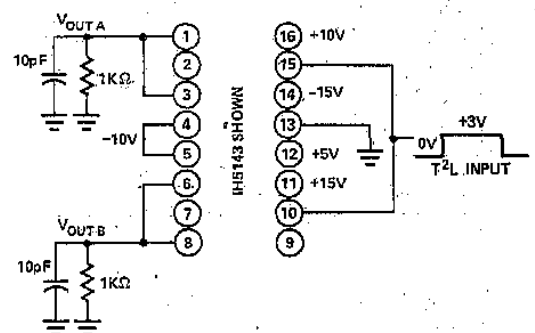 VOUT A
10pF
1KΩ
1
2
3
−10V
4
5
6
7
8
VOUT B
10pF
1KΩ
IH5143 SHOWN
16 +10V
15
14 −15V
13
12 +5V
11 +15V
10
9
0V
+3V
T²L INPUT